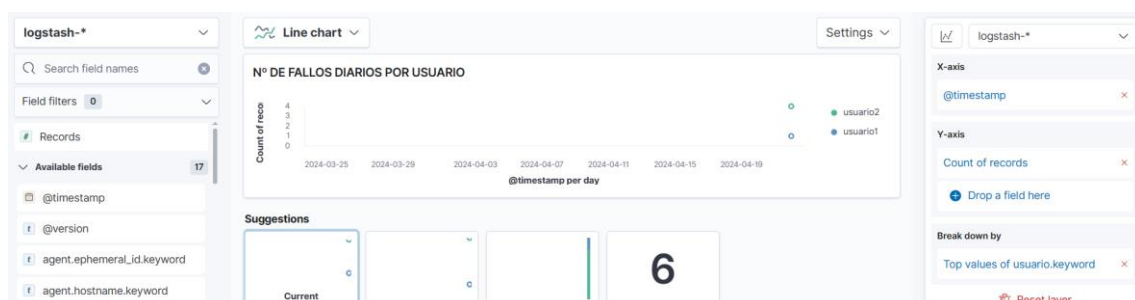 logstash-*
Search field names
Field filters 0
Records
Available fields 17
@timestamp
@version
agent.ephemeral_id.keyword
agent.hostname.keyword
Line chart
Settings
Nº DE FALLOS DIARIOS POR USUARIO
Count of reco
4
3
2
1
0
2024-03-25 2024-03-29 2024-04-03 2024-04-07 2024-04-11 2024-04-15 2024-04-19
@timestamp per day
usuario2
usuario1
Suggestions
Current
6
logstash-*
X-axis
@timestamp
Y-axis
Count of records
Drop a field here
Break down by
Top values of usuario.keyword
Reset layer